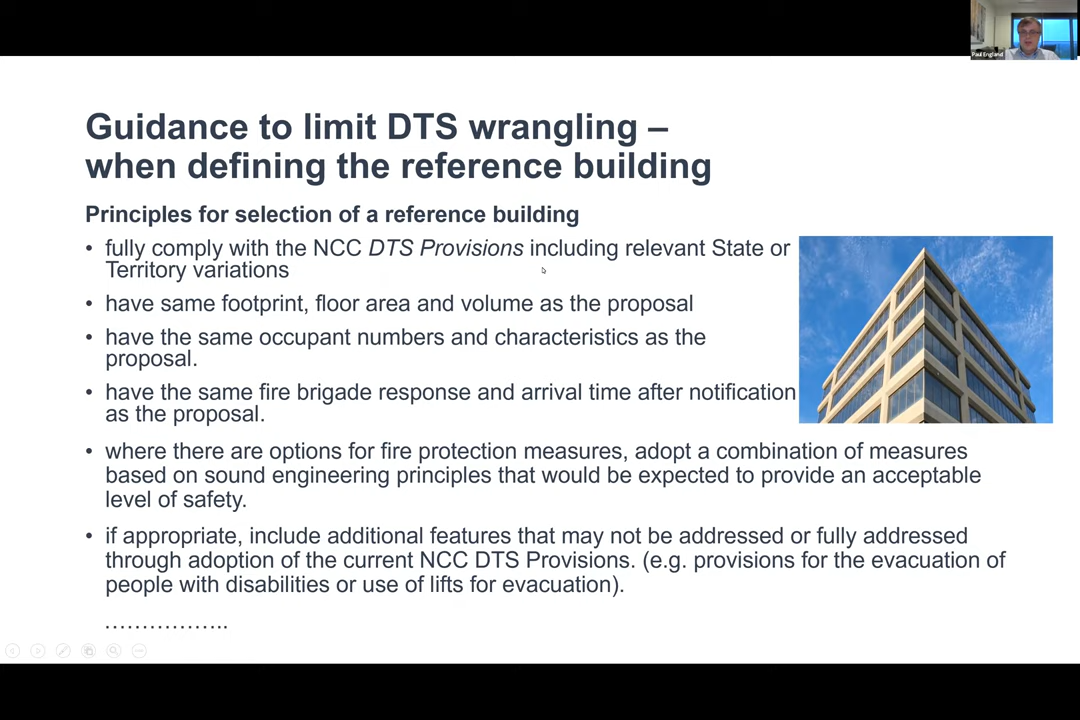 Paul England
Guidance to limit DTS wrangling –
when defining the reference building
Principles for selection of a reference building
• fully comply with the NCC DTS Provisions including relevant State or
Territory variations
• have same footprint, floor area and volume as the proposal
• have the same occupant numbers and characteristics as the
proposal.
• have the same fire brigade response and arrival time after notification
as the proposal.
• where there are options for fire protection measures, adopt a combination of measures
based on sound engineering principles that would be expected to provide an acceptable
level of safety.
• if appropriate, include additional features that may not be addressed or fully addressed
through adoption of the current NCC DTS Provisions. (e.g. provisions for the evacuation of
people with disabilities or use of lifts for evacuation).
……………..